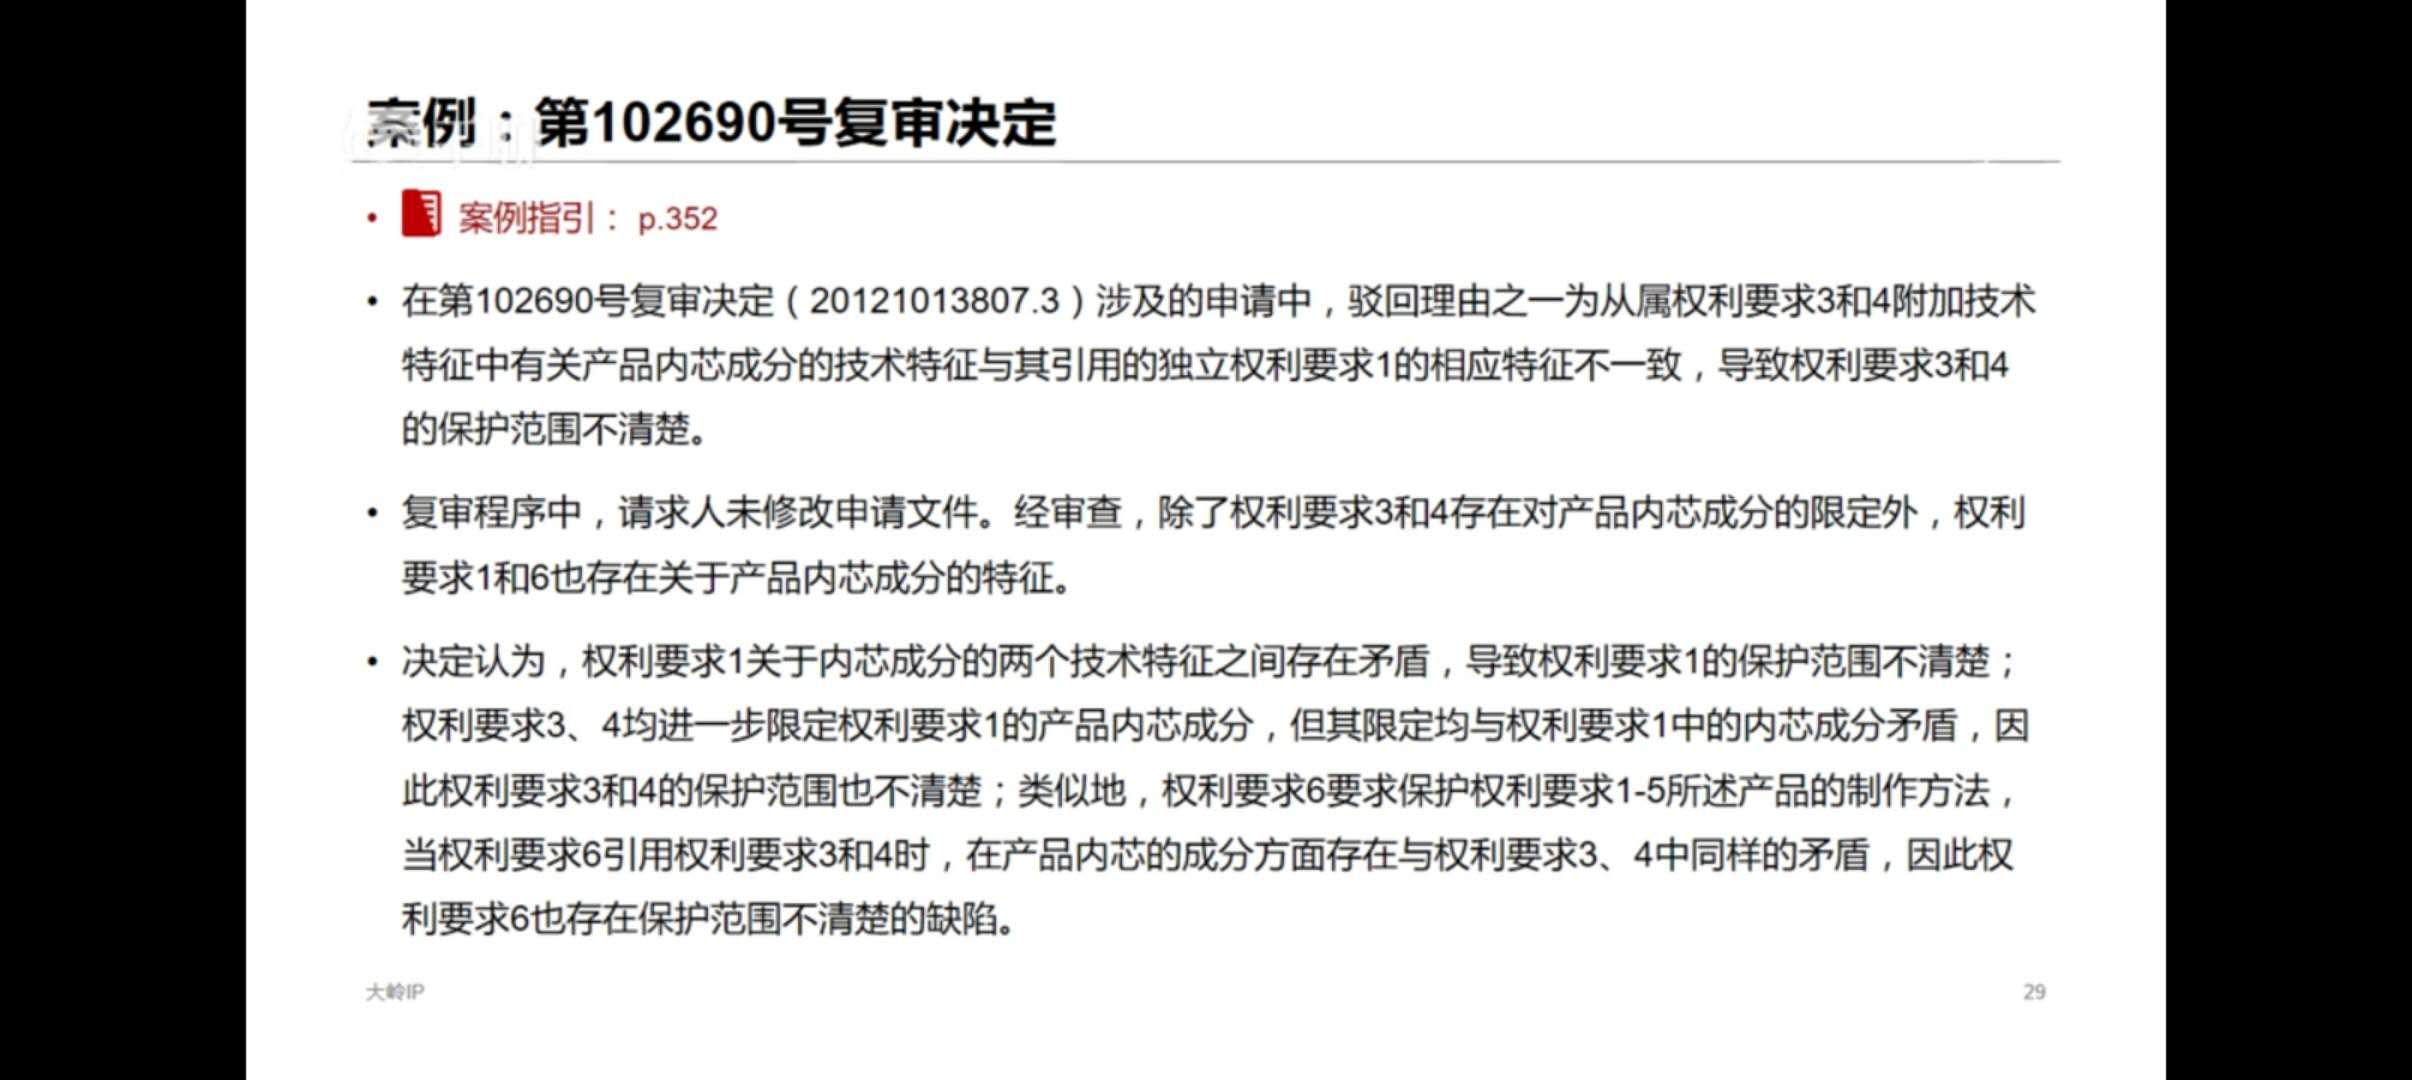 案例：第102690号复审决定
• 案例指引： p.352
• 在第102690号复审决定（20121013807.3）涉及的申请中，驳回理由之一为从属权利要求3和4附加技术
特征中有关产品内芯成分的技术特征与其引用的独立权利要求1的相应特征不一致，导致权利要求3和4
的保护范围不清楚。
• 复审程序中，请求人未修改申请文件。经审查，除了权利要求3和4存在对产品内芯成分的限定外，权利
要求1和6也存在关于产品内芯成分的特征。
• 决定认为，权利要求1关于内芯成分的两个技术特征之间存在矛盾，导致权利要求1的保护范围不清楚；
权利要求3、4均进一步限定权利要求1的产品内芯成分，但其限定均与权利要求1中的内芯成分矛盾，因
此权利要求3和4的保护范围也不清楚；类似地，权利要求6要求保护权利要求1-5所述产品的制作方法，
当权利要求6引用权利要求3和4时，在产品内芯的成分方面存在与权利要求3、4中同样的矛盾，因此权
利要求6也存在保护范围不清楚的缺陷。
大岭IP
29